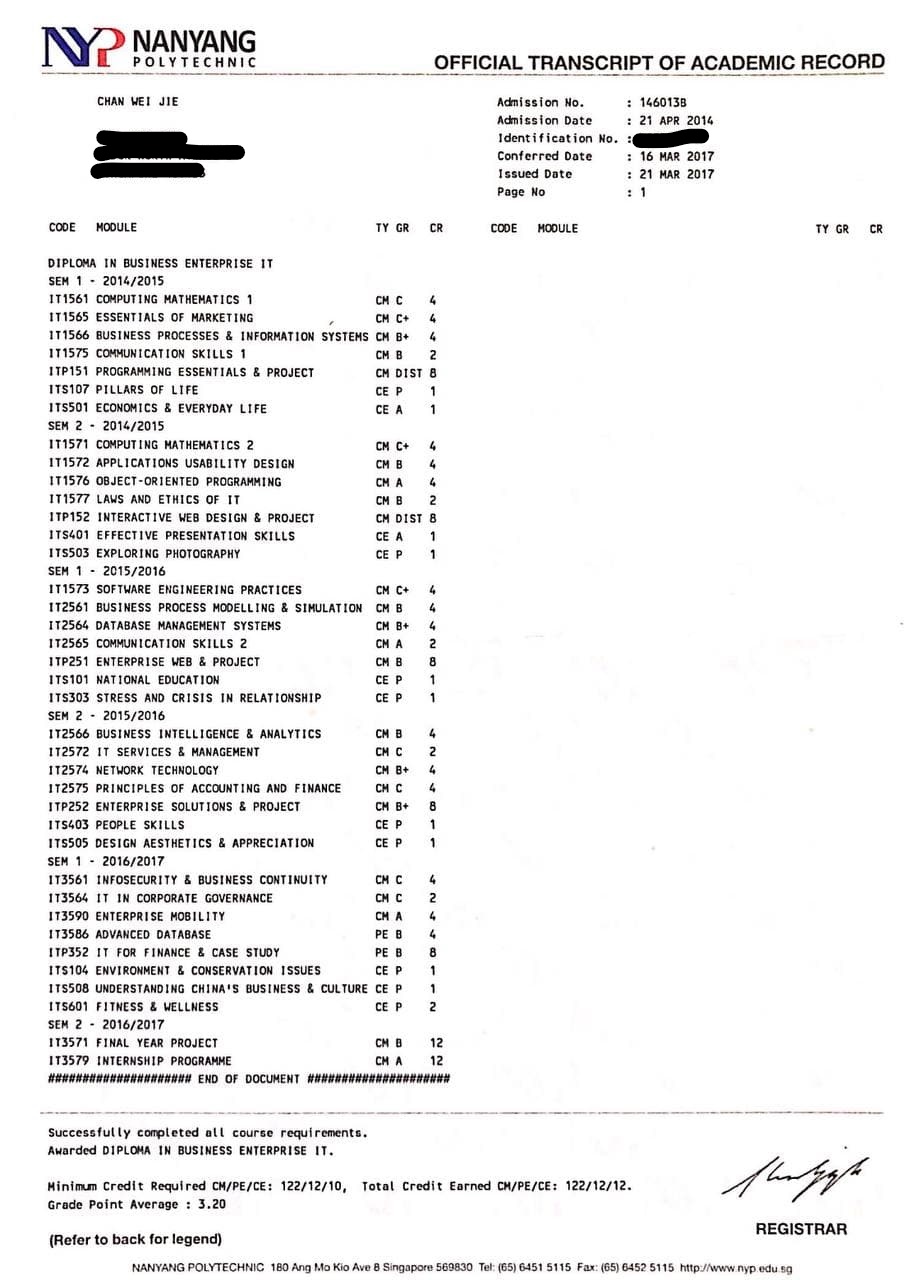 NYP NANYANG
POLYTECHNIC
OFFICIAL TRANSCRIPT OF ACADEMIC RECORD
CHAN WEI JIE
Admission No. : 146013B
Admission Date : 21 APR 2014
Identification No. :
Conferred Date : 16 MAR 2017
Issued Date : 21 MAR 2017
Page No : 1
CODE MODULE TY GR CR CODE MODULE TY GR CR
DIPLOMA IN BUSINESS ENTERPRISE IT
SEM 1 - 2014/2015
IT1561 COMPUTING MATHEMATICS 1 CM C 4
IT1565 ESSENTIALS OF MARKETING CM C+ 4
IT1566 BUSINESS PROCESSES & INFORMATION SYSTEMS CM B+ 4
IT1575 COMMUNICATION SKILLS 1 CM B 2
ITP151 PROGRAMMING ESSENTIALS & PROJECT CM DIST 8
ITS107 PILLARS OF LIFE CE P 1
ITS501 ECONOMICS & EVERYDAY LIFE CE A 1
SEM 2 - 2014/2015
IT1571 COMPUTING MATHEMATICS 2 CM C+ 4
IT1572 APPLICATIONS USABILITY DESIGN CM B 4
IT1576 OBJECT-ORIENTED PROGRAMMING CM A 4
IT1577 LAWS AND ETHICS OF IT CM B 2
ITP152 INTERACTIVE WEB DESIGN & PROJECT CM DIST 8
ITS401 EFFECTIVE PRESENTATION SKILLS CE A 1
ITS503 EXPLORING PHOTOGRAPHY CE P 1
SEM 1 - 2015/2016
IT1573 SOFTWARE ENGINEERING PRACTICES CM C+ 4
IT2561 BUSINESS PROCESS MODELLING & SIMULATION CM B 4
IT2564 DATABASE MANAGEMENT SYSTEMS CM B+ 4
IT2565 COMMUNICATION SKILLS 2 CM A 2
ITP251 ENTERPRISE WEB & PROJECT CM B 8
ITS101 NATIONAL EDUCATION CE P 1
ITS303 STRESS AND CRISIS IN RELATIONSHIP CE P 1
SEM 2 - 2015/2016
IT2566 BUSINESS INTELLIGENCE & ANALYTICS CM B 4
IT2572 IT SERVICES & MANAGEMENT CM C 2
IT2574 NETWORK TECHNOLOGY CM B+ 4
IT2575 PRINCIPLES OF ACCOUNTING AND FINANCE CM C 4
ITP252 ENTERPRISE SOLUTIONS & PROJECT CM B+ 8
ITS403 PEOPLE SKILLS CE P 1
ITS505 DESIGN AESTHETICS & APPRECIATION CE P 1
SEM 1 - 2016/2017
IT3561 INFOSECURITY & BUSINESS CONTINUITY CM C 4
IT3564 IT IN CORPORATE GOVERNANCE CM C 2
IT3590 ENTERPRISE MOBILITY CM A 4
IT3586 ADVANCED DATABASE PE B 4
ITP352 IT FOR FINANCE & CASE STUDY PE B 8
ITS104 ENVIRONMENT & CONSERVATION ISSUES CE P 1
ITS508 UNDERSTANDING CHINA'S BUSINESS & CULTURE CE P 1
ITS601 FITNESS & WELLNESS CE P 2
SEM 2 - 2016/2017
IT3571 FINAL YEAR PROJECT CM B 12
IT3579 INTERNSHIP PROGRAMME CM A 12
##################### END OF DOCUMENT #####################
Successfully completed all course requirements.
Awarded DIPLOMA IN BUSINESS ENTERPRISE IT.
Minimum Credit Required CM/PE/CE: 122/12/10, Total Credit Earned CM/PE/CE: 122/12/12.
Grade Point Average : 3.20
REGISTRAR
(Refer to back for legend)
NANYANG POLYTECHNIC 180 Ang Mo Kio Ave 8 Singapore 569830 Tel: (65) 6451 5115 Fax: (65) 6452 5115 http://www.nyp.edu.sg